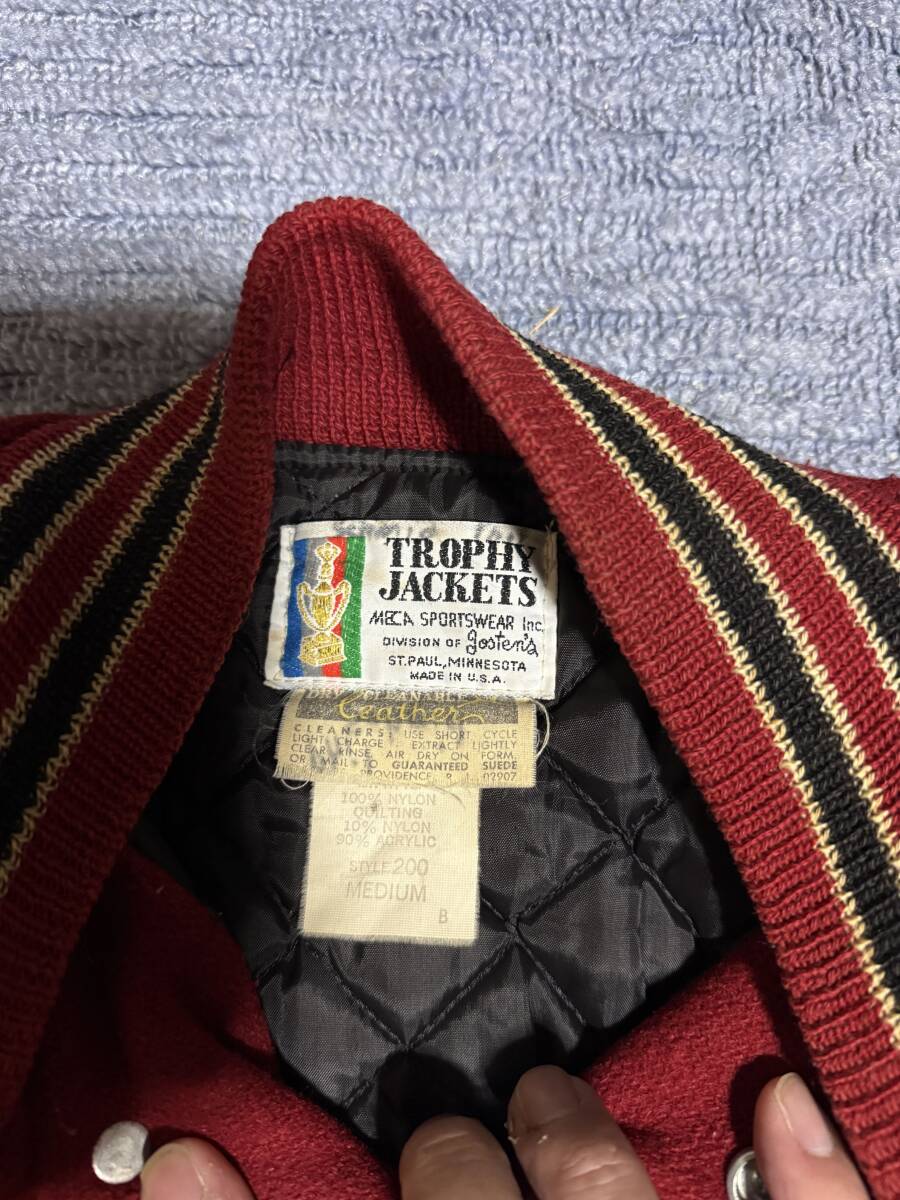 TROPHY
JACKETS
MECA SPORTSWEAR Inc.
DIVISION OF Josten's
ST. PAUL, MINNESOTA
MADE IN U.S.A.
DRY CLEANABLE
Leather
CLEANERS: USE SHORT CYCLE
LIGHT CHARGE. EXTRACT LIGHTLY
CLEAR RINSE. AIR DRY ON FORM.
OR MAIL TO GUARANTEED SUEDE
PROVIDENCE R.I. 02907
100% NYLON
QUILTING
10% NYLON
90% ACRYLIC
STYLE 200
MEDIUM
B